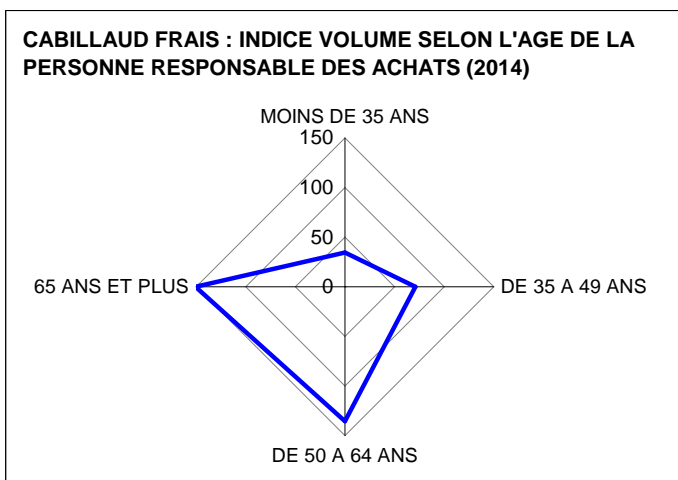 CABILLAUD FRAIS : INDICE VOLUME SELON L'AGE DE LA
PERSONNE RESPONSABLE DES ACHATS (2014)
MOINS DE 35 ANS
150
100
50
65 ANS ET PLUS
0
DE 35 A 49 ANS
DE 50 A 64 ANS